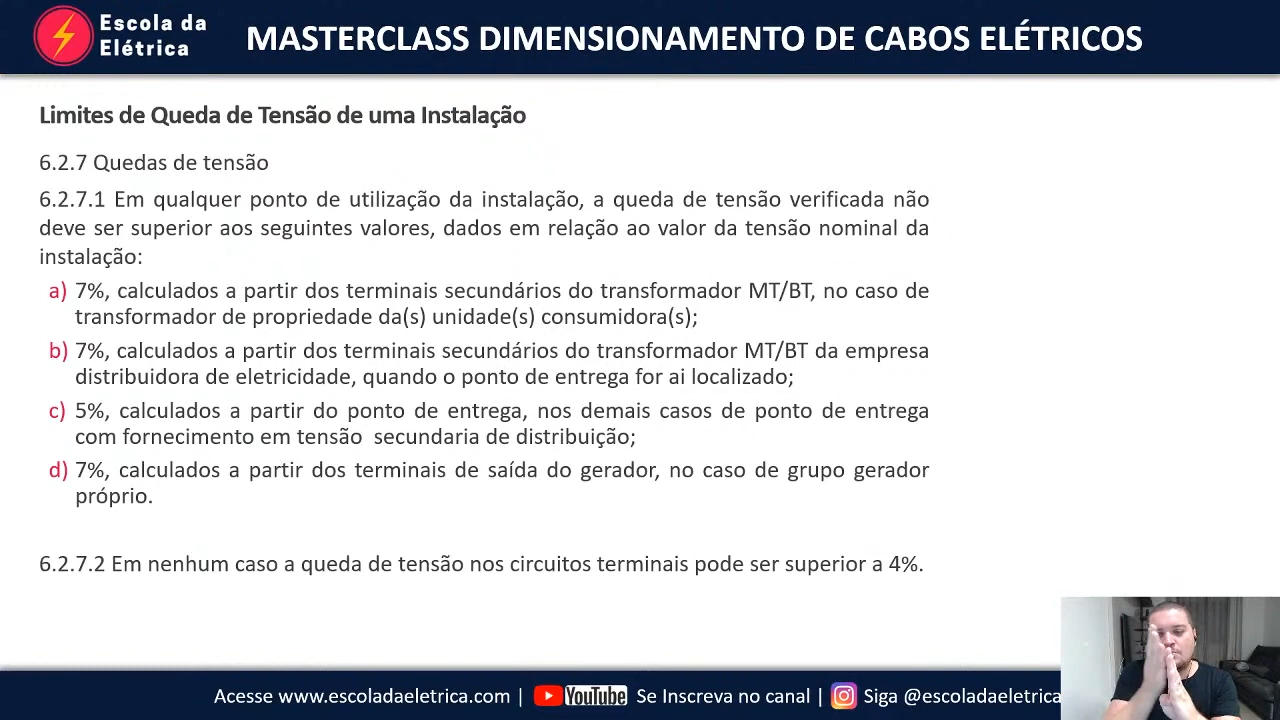 Escola da
Elétrica
MASTERCLASS DIMENSIONAMENTO DE CABOS ELÉTRICOS
Limites de Queda de Tensão de uma Instalação
6.2.7 Quedas de tensão
6.2.7.1 Em qualquer ponto de utilização da instalação, a queda de tensão verificada não
deve ser superior aos seguintes valores, dados em relação ao valor da tensão nominal da
instalação:
a) 7%, calculados a partir dos terminais secundários do transformador MT/BT, no caso de
transformador de propriedade da(s) unidade(s) consumidora(s);
b) 7%, calculados a partir dos terminais secundários do transformador MT/BT da empresa
distribuidora de eletricidade, quando o ponto de entrega for ai localizado;
c) 5%, calculados a partir do ponto de entrega, nos demais casos de ponto de entrega
com fornecimento em tensão secundaria de distribuição;
d) 7%, calculados a partir dos terminais de saída do gerador, no caso de grupo gerador
próprio.
6.2.7.2 Em nenhum caso a queda de tensão nos circuitos terminais pode ser superior a 4%.
Acesse www.escoladaeletrica.com | YouTube Se Inscreva no canal | Siga @escoladaeletrica